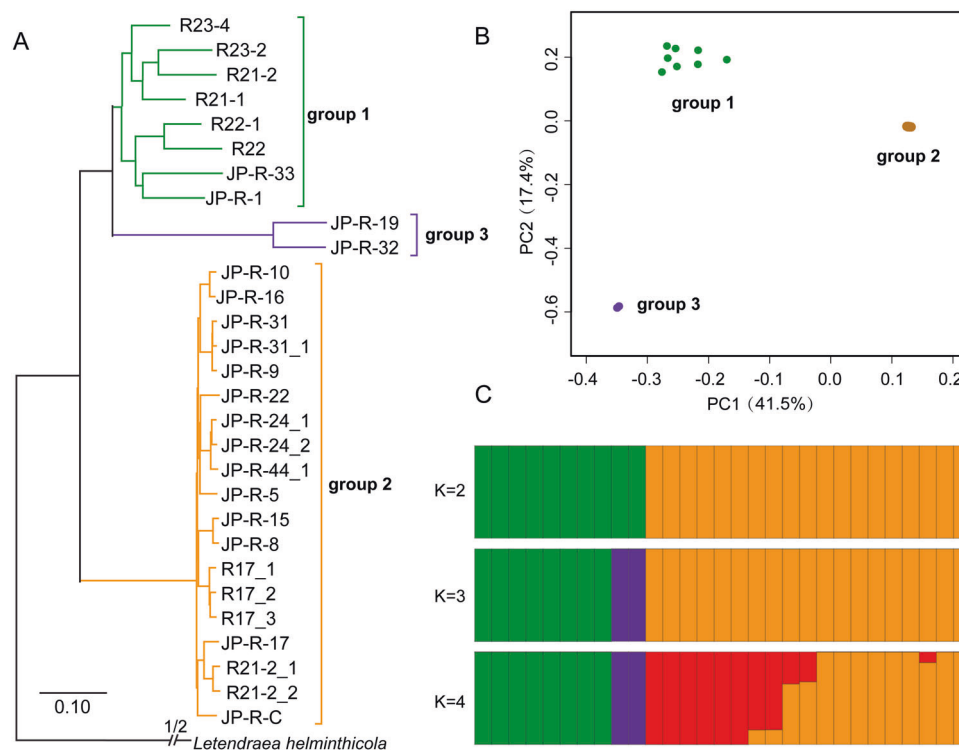 A
R23-4
R23-2
R21-2
R21-1
R22-1
R22
JP-R-33
JP-R-1
group 1
JP-R-19
JP-R-32
group 3
JP-R-10
JP-R-16
JP-R-31
JP-R-31_1
JP-R-9
JP-R-22
JP-R-24_1
JP-R-24_2
JP-R-44_1
JP-R-5
JP-R-15
JP-R-8
R17_1
R17_2
R17_3
JP-R-17
R21-2_1
R21-2_2
JP-R-C
group 2
0.10
1/2
Letendraea helminthicola
B
PC2 (17.4%)
0.2
0.0
-0.2
-0.4
-0.6
group 1
group 2
group 3
-0.4 -0.3 -0.2 -0.1 0.0 0.1 0.2
PC1 (41.5%)
C
K=2
K=3
K=4